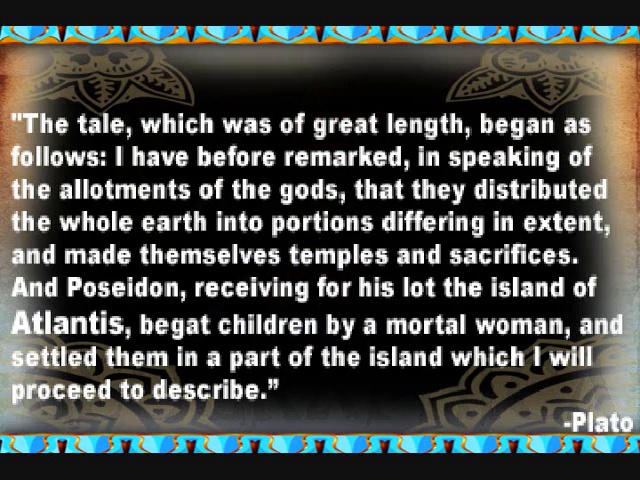 "The tale, which was of great length, began as
follows: I have before remarked, in speaking of
the allotments of the gods, that they distributed
the whole earth into portions differing in extent,
and made themselves temples and sacrifices.
And Poseidon, receiving for his lot the island of
Atlantis, begat children by a mortal woman, and
settled them in a part of the island which I will
proceed to describe.”
-Plato